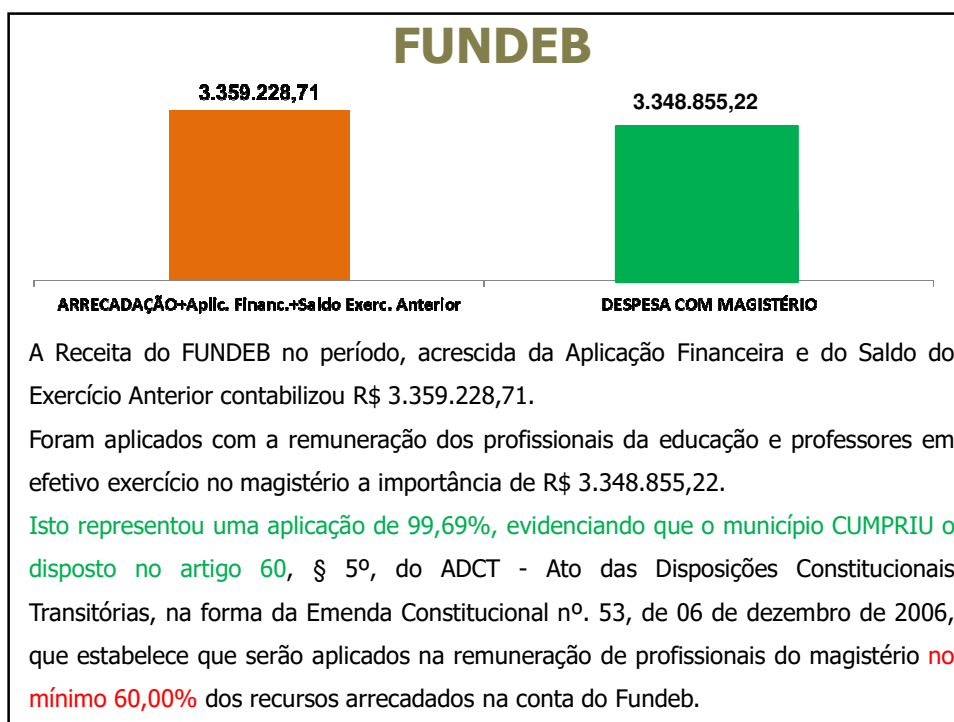 FUNDEB
3.359.228,71
3.348.855,22
ARRECADAÇÃO+Aplic. Financ.+Saldo Exerc. Anterior
DESPESA COM MAGISTÉRIO
A Receita do FUNDEB no período, acrescida da Aplicação Financeira e do Saldo do
Exercício Anterior contabilizou R$ 3.359.228,71.
Foram aplicados com a remuneração dos profissionais da educação e professores em
efetivo exercício no magistério a importância de R$ 3.348.855,22.
Isto representou uma aplicação de 99,69%, evidenciando que o município CUMPRIU o
disposto no artigo 60, § 5º, do ADCT - Ato das Disposições Constitucionais
Transitórias, na forma da Emenda Constitucional nº. 53, de 06 de dezembro de 2006,
que estabelece que serão aplicados na remuneração de profissionais do magistério no
mínimo 60,00% dos recursos arrecadados na conta do Fundeb.